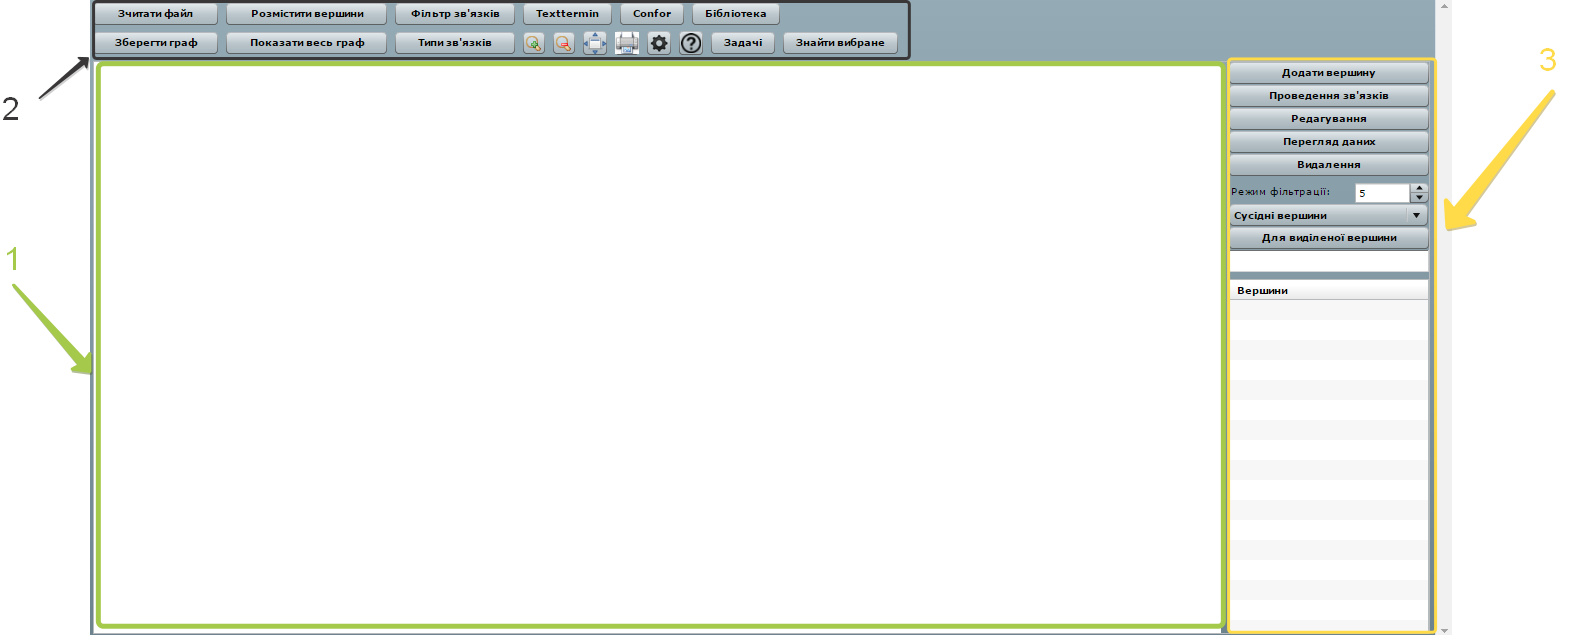 Зчитати файл
Розмістити вершини
Фільтр зв'язків
Texttermin
Confor
Бібліотека
Зберегти граф
Показати весь граф
Типи зв'язків
?
Задачі
Знайти вибране
2
3
Додати вершину
Проведення зв'язків
Редагування
Перегляд даних
Видалення
Режим фільтрації: 5
Сусідні вершини
Для виділеної вершини
1
Вершини